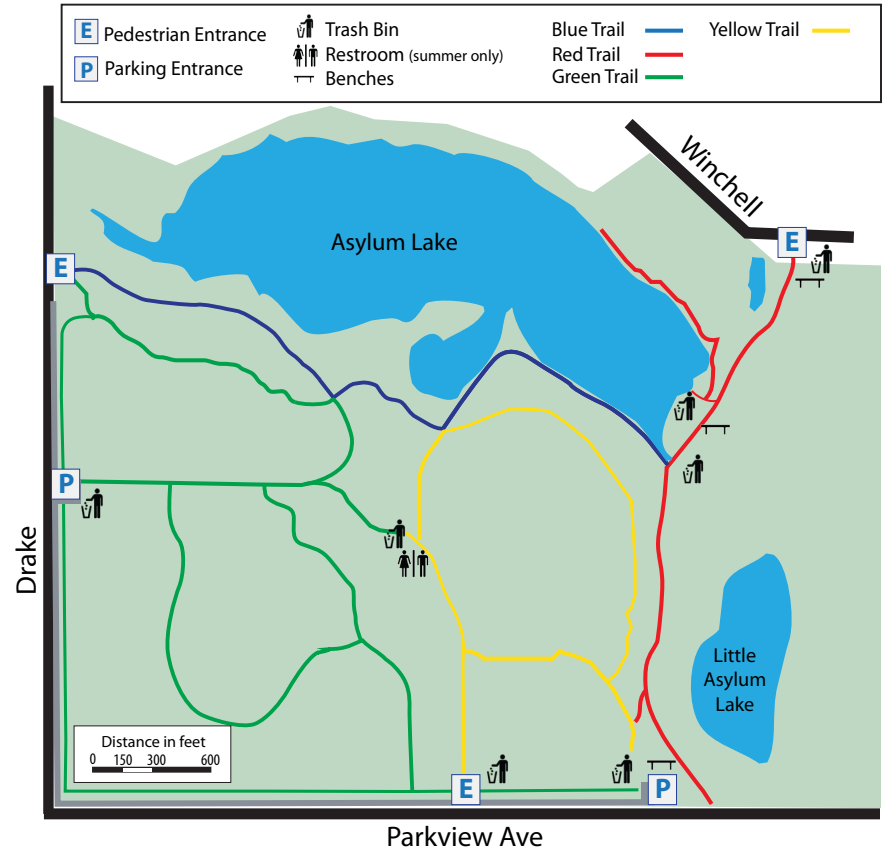 E Pedestrian Entrance
P Parking Entrance
Trash Bin
Restroom (summer only)
Benches
Blue Trail
Red Trail
Green Trail
Yellow Trail
Winchell
Asylum Lake
E
E
P
Drake
Little
Asylum
Lake
Distance in feet
0 150 300 600
E
P
Parkview Ave